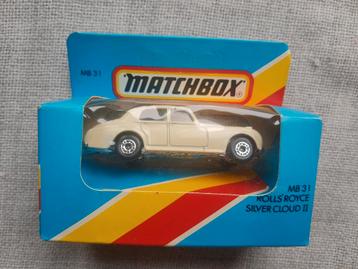 MB 31
MATCHBOX
MB 31
ROLLS ROYCE
SILVER CLOUD II